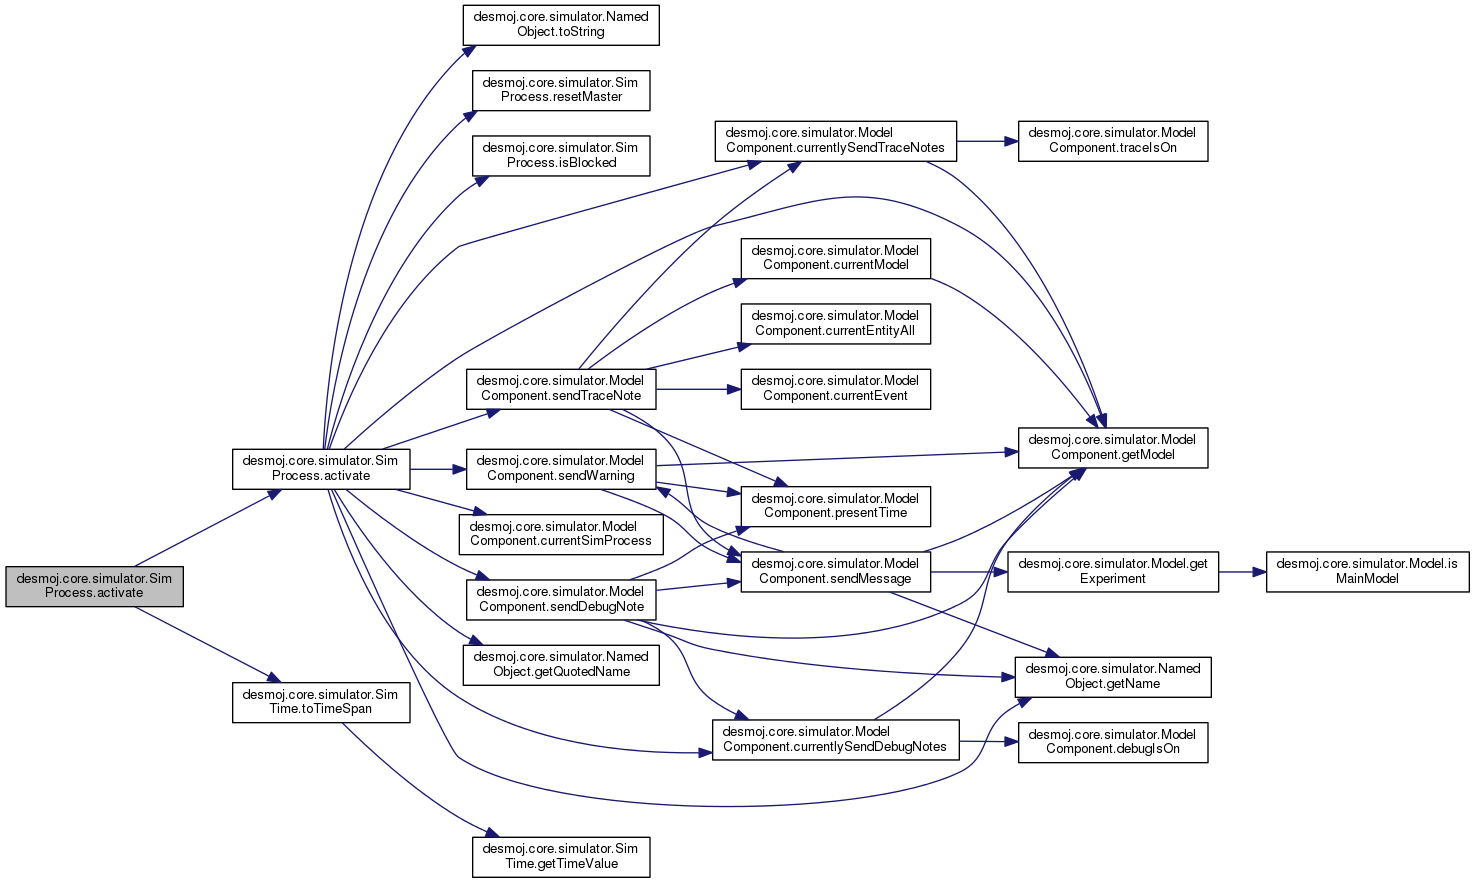 desmoj.core.simulator.Named
Object.toString
desmoj.core.simulator.Sim
Process.resetMaster
desmoj.core.simulator.Sim
Process.isBlocked
desmoj.core.simulator.Model
Component.currentlySendTraceNotes
desmoj.core.simulator.Model
Component.traceIsOn
desmoj.core.simulator.Model
Component.currentModel
desmoj.core.simulator.Model
Component.currentEntityAll
desmoj.core.simulator.Model
Component.sendTraceNote
desmoj.core.simulator.Model
Component.currentEvent
desmoj.core.simulator.Sim
Process.activate
desmoj.core.simulator.Model
Component.sendWarning
desmoj.core.simulator.Model
Component.getModel
desmoj.core.simulator.Model
Component.presentTime
desmoj.core.simulator.Model
Component.currentSimProcess
desmoj.core.simulator.Sim
Process.activate
desmoj.core.simulator.Model
Component.sendDebugNote
desmoj.core.simulator.Model
Component.sendMessage
desmoj.core.simulator.Model.get
Experiment
desmoj.core.simulator.Model.is
MainModel
desmoj.core.simulator.Named
Object.getQuotedName
desmoj.core.simulator.Named
Object.getName
desmoj.core.simulator.Sim
Time.toTimeSpan
desmoj.core.simulator.Model
Component.currentlySendDebugNotes
desmoj.core.simulator.Model
Component.debugIsOn
desmoj.core.simulator.Sim
Time.getTimeValue